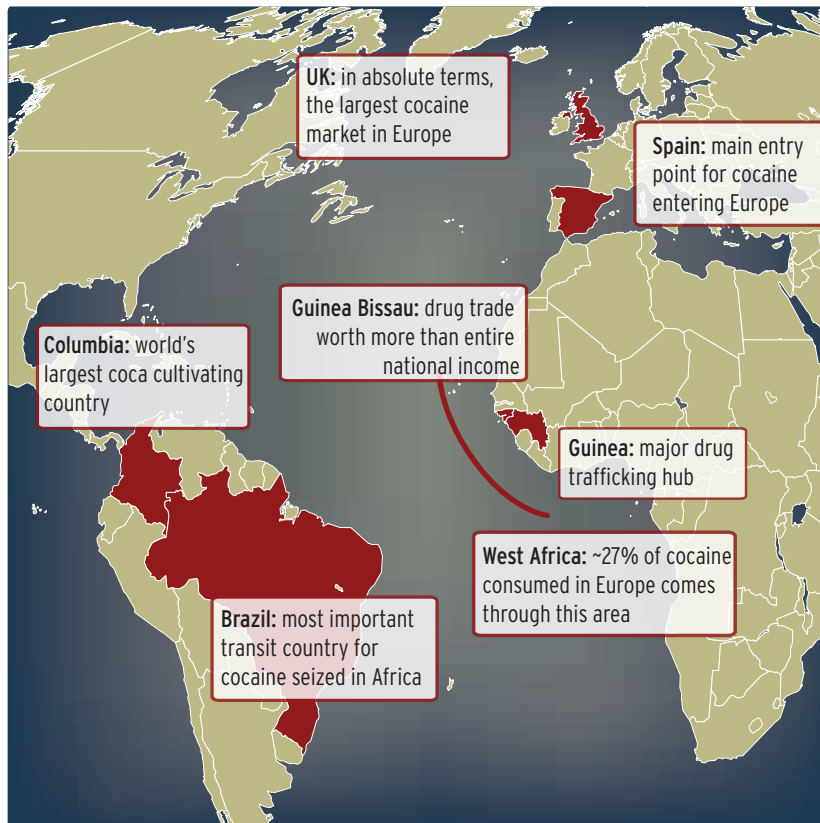 UK: in absolute terms,
the largest cocaine
market in Europe
Spain: main entry
point for cocaine
entering Europe
Guinea Bissau: drug trade
worth more than entire
national income
Columbia: world's
largest coca cultivating
country
Guinea: major drug
trafficking hub
West Africa: ~27% of cocaine
consumed in Europe comes
through this area
Brazil: most important
transit country for
cocaine seized in Africa